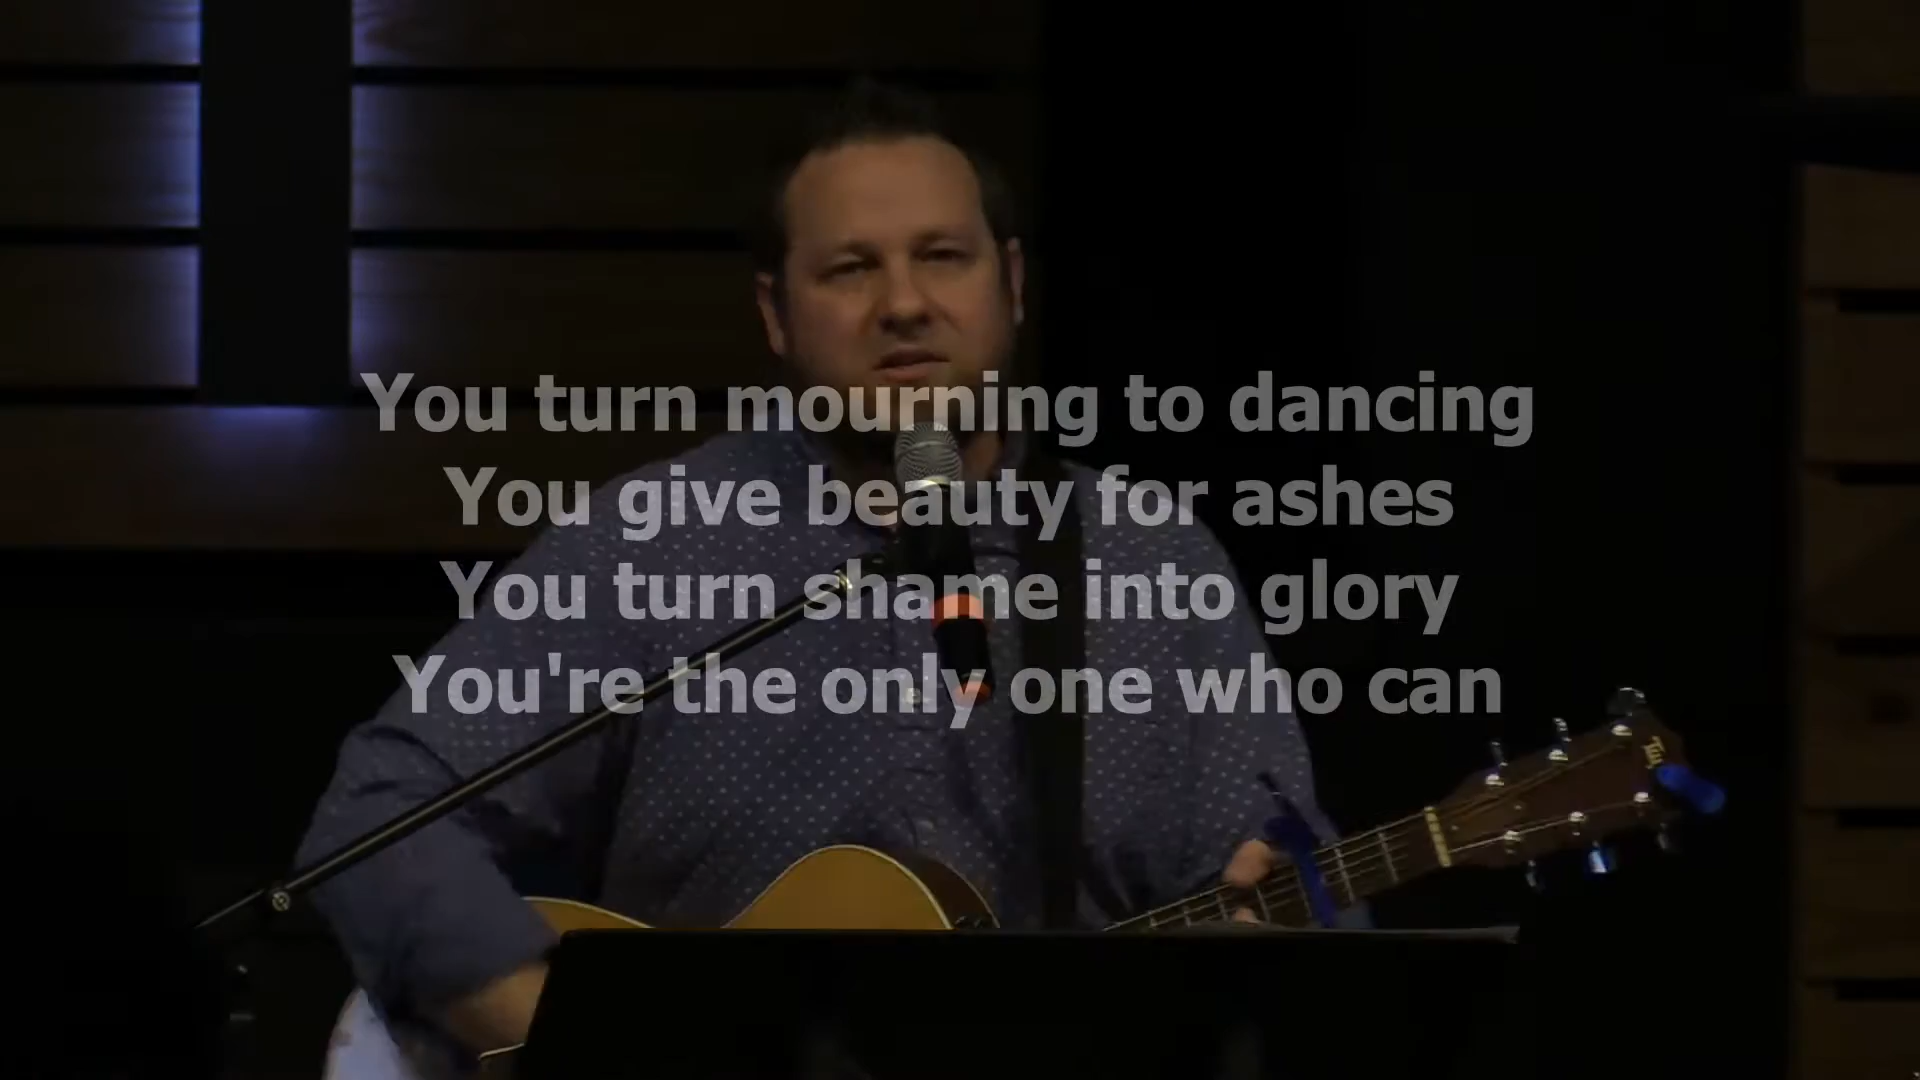 You turn mourning to dancing
You give beauty for ashes
You turn shame into glory
You're the only one who can